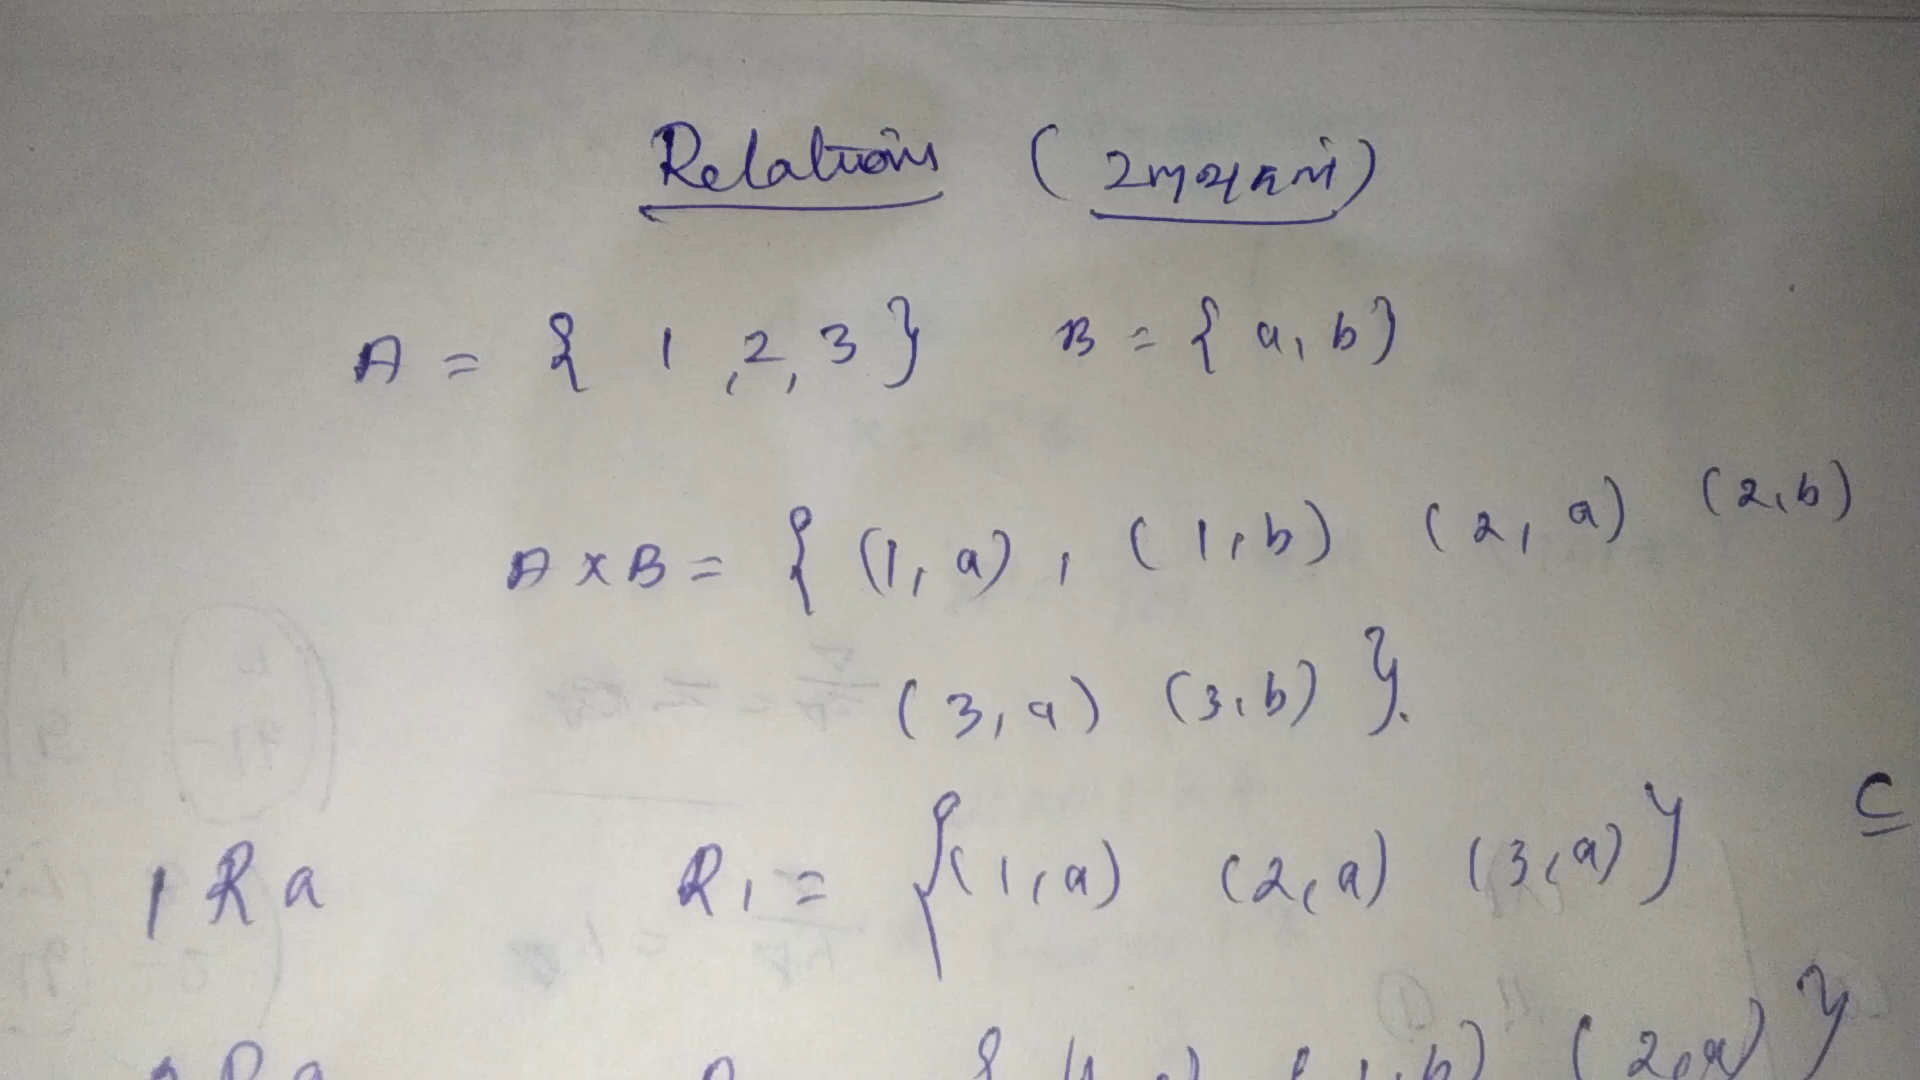 Relations (
A = { 1, 2, 3 } B = { a, b }
A x B = { (1, a), (1, b) (2, a) (2, b)
(3, a) (3, b) }.
1 R a R1 = { (1, a) (2, a) (3, a) } ⊆